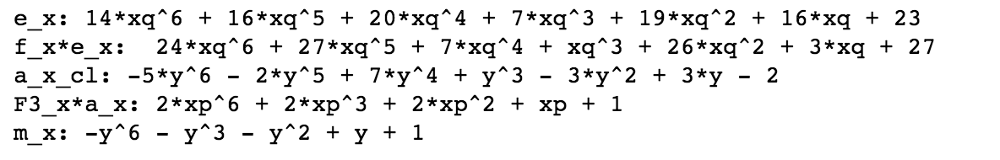 e_x: 14*xq^6 + 16*xq^5 + 20*xq^4 + 7*xq^3 + 19*xq^2 + 16*xq + 23
f_x*e_x:  24*xq^6 + 27*xq^5 + 7*xq^4 + xq^3 + 26*xq^2 + 3*xq + 27
a_x_cl: -5*y^6 - 2*y^5 + 7*y^4 + y^3 - 3*y^2 + 3*y - 2
F3_x*a_x: 2*xp^6 + 2*xp^3 + 2*xp^2 + xp + 1
m_x: -y^6 - y^3 - y^2 + y + 1